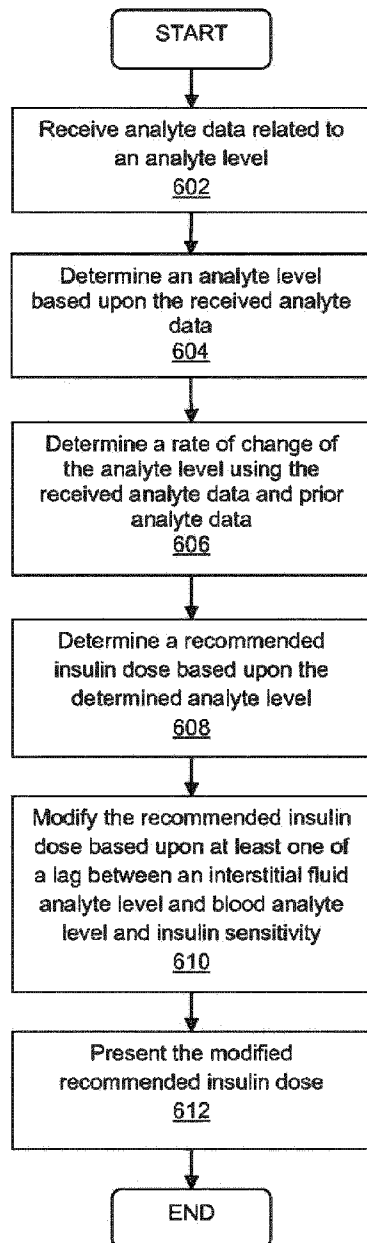 START
Receive analyte data related to
an analyte level
602
Determine an analyte level
based upon the received analyte
data
604
Determine a rate of change of
the analyte level using the
received analyte data and prior
analyte data
606
Determine a recommended
insulin dose based upon the
determined analyte level
608
Modify the recommended insulin
dose based upon at least one of
a lag between an interstitial fluid
analyte level and blood analyte
level and insulin sensitivity
610
Present the modified
recommended insulin dose
612
END